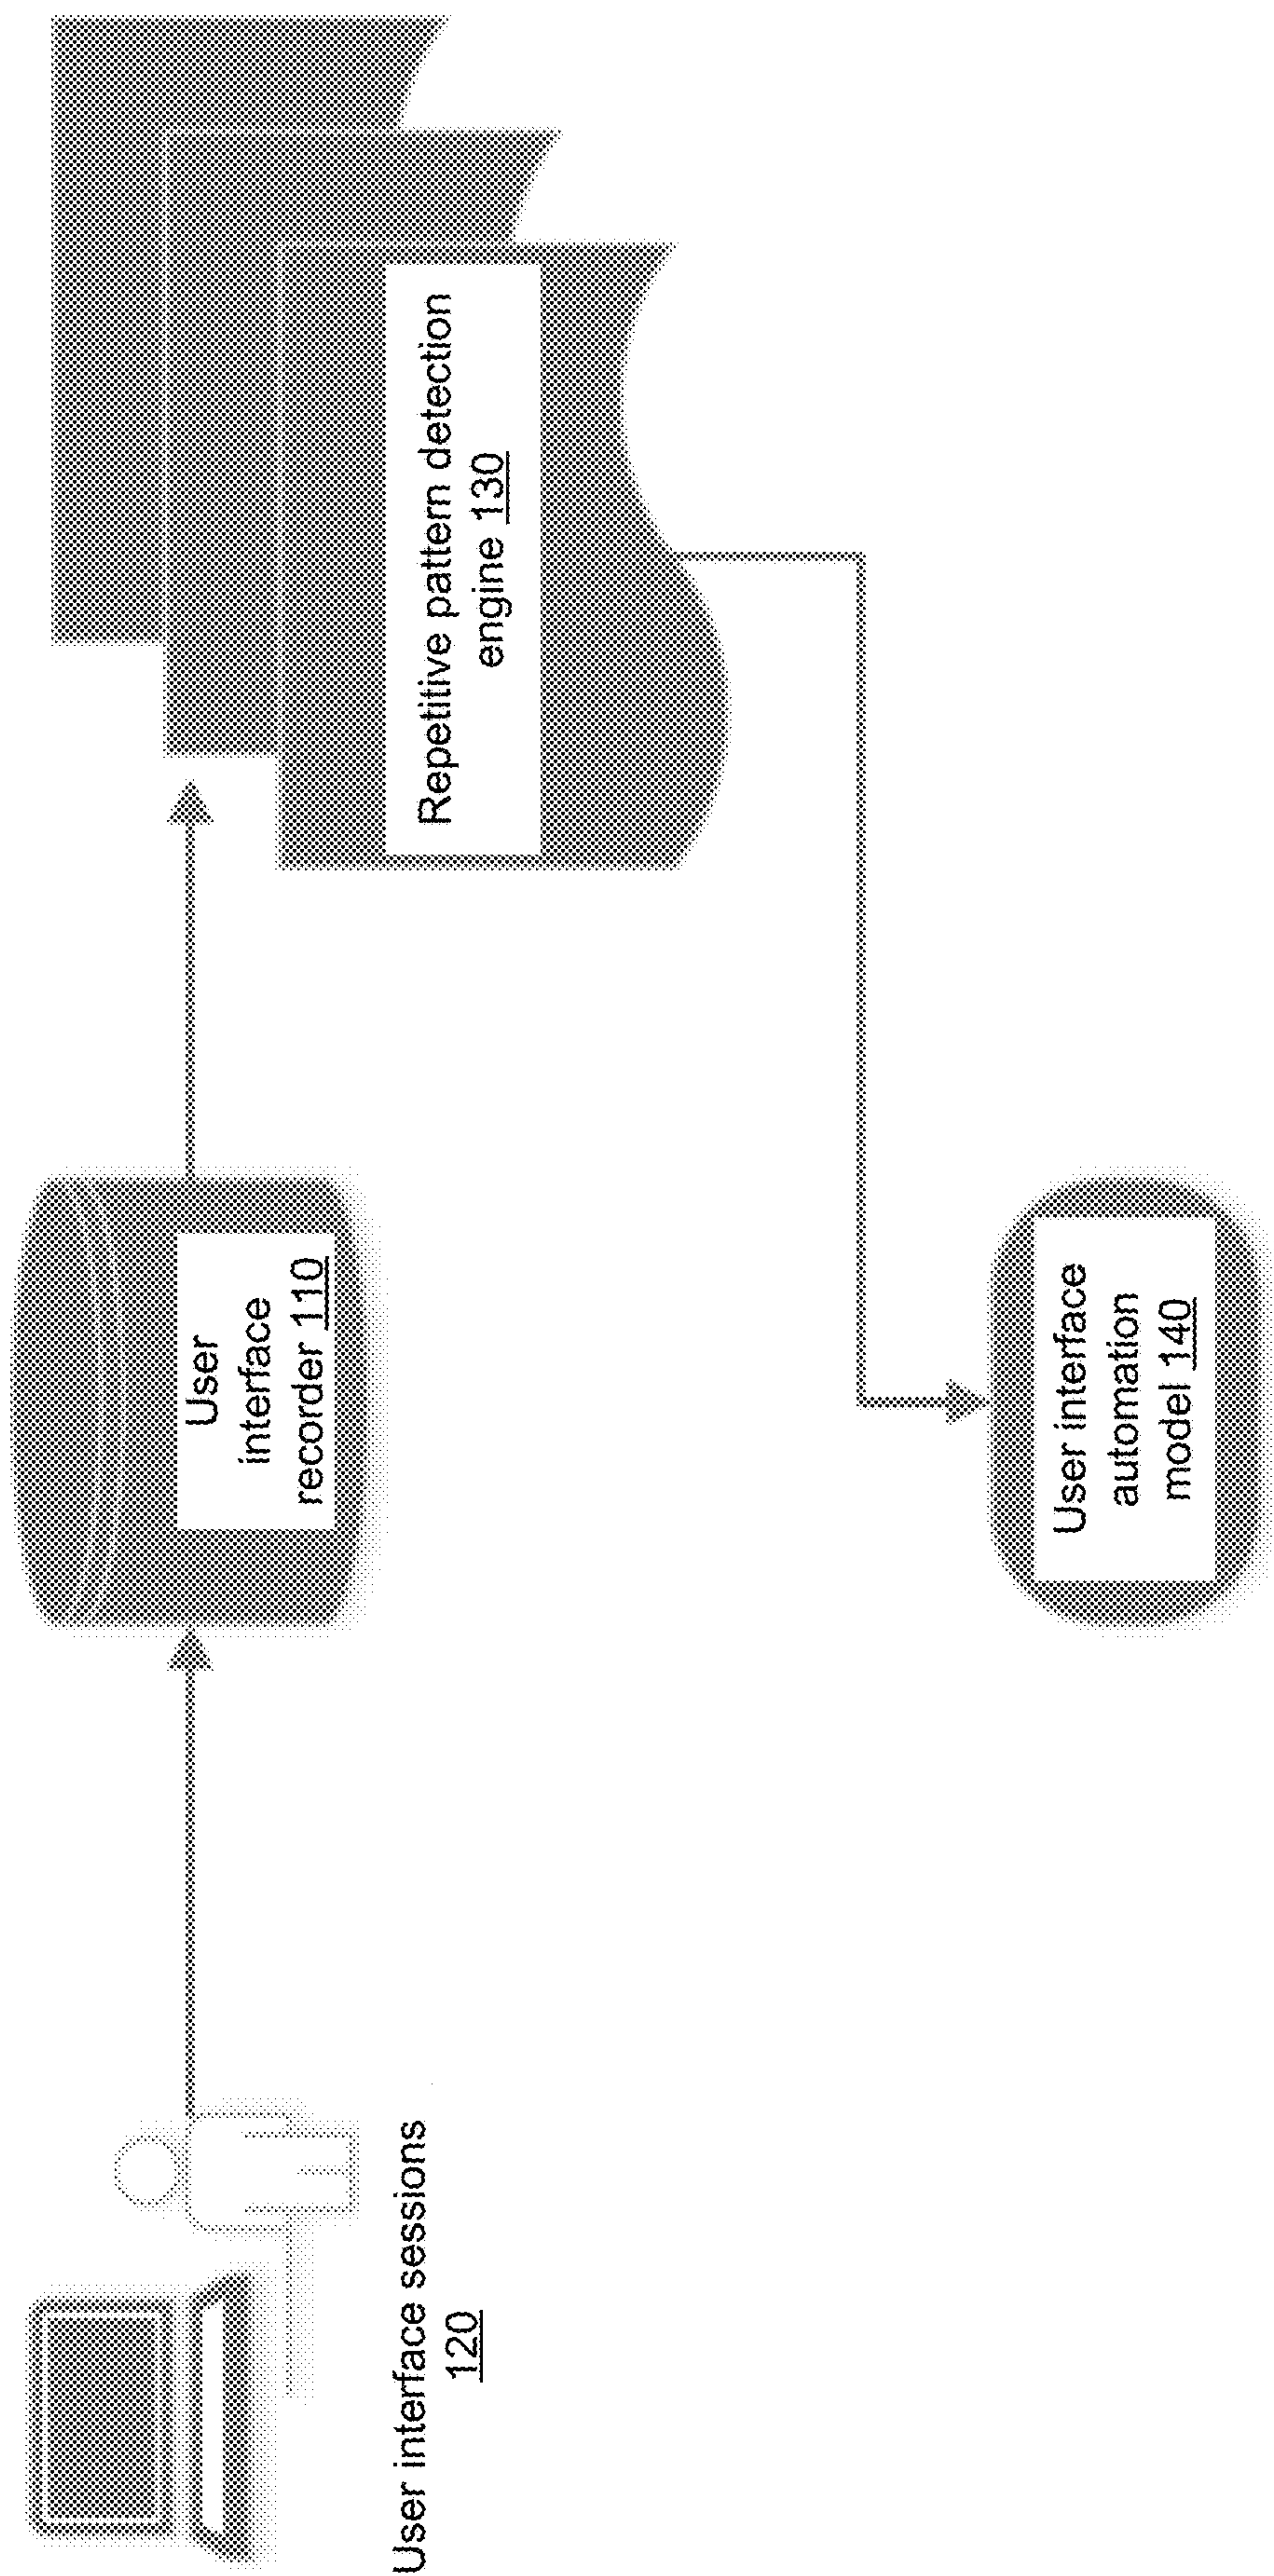 User interface sessions
120
User
interface
recorder 110
Repetitive pattern detection
engine 130
User interface
automation
model 140